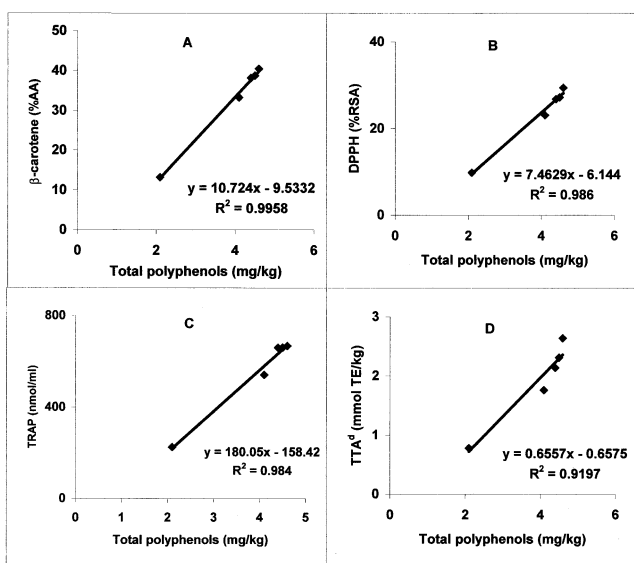 A
β-carotene (%AA)
50
40
30
20
10
0
y = 10.724x - 9.5332
R² = 0.9958
0 2 4 6
Total polyphenols (mg/kg)
B
DPPH (%RSA)
40
20
0
y = 7.4629x - 6.144
R² = 0.986
0 2 4 6
Total polyphenols (mg/kg)
C
TRAP (nmol/ml)
800
400
0
y = 180.05x - 158.42
R² = 0.984
0 1 2 3 4 5
Total polyphenols (mg/kg)
D
TTAᵈ (mmol TE/kg)
3
2
1
0
y = 0.6557x - 0.6575
R² = 0.9197
0 2 4 6
Total polyphenols (mg/kg)